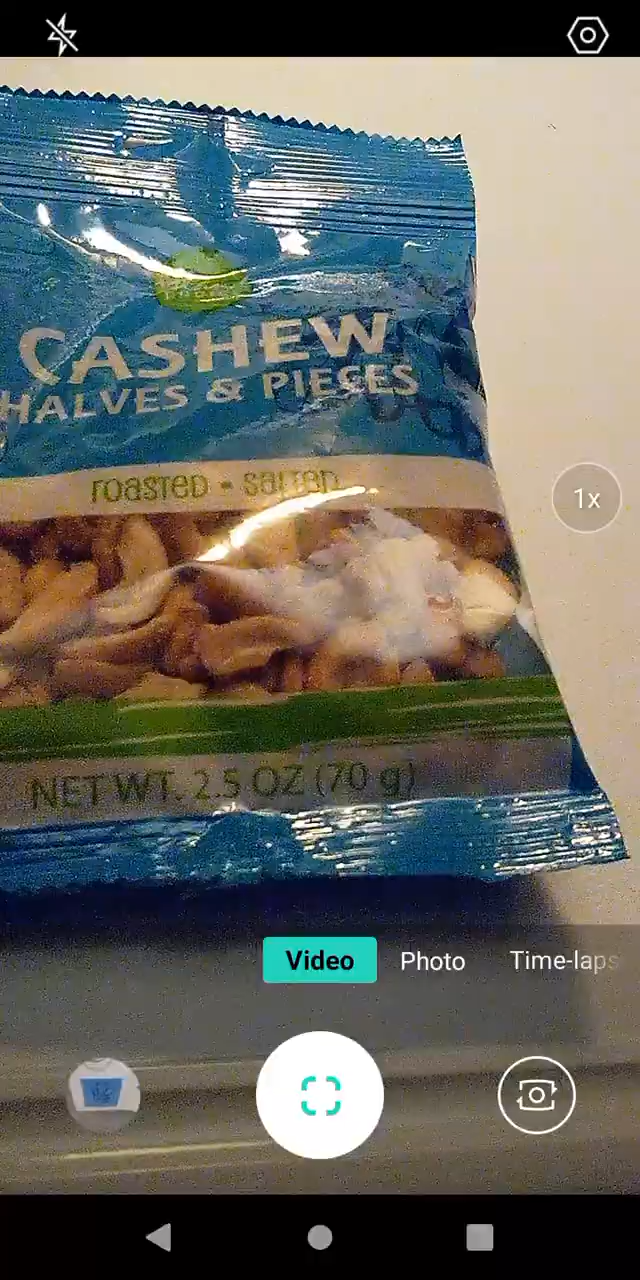 CASHEW
HALVES & PIECES
roasted • salted
NET WT. 2.5 OZ (70 g)
1x
Video Photo Time-laps